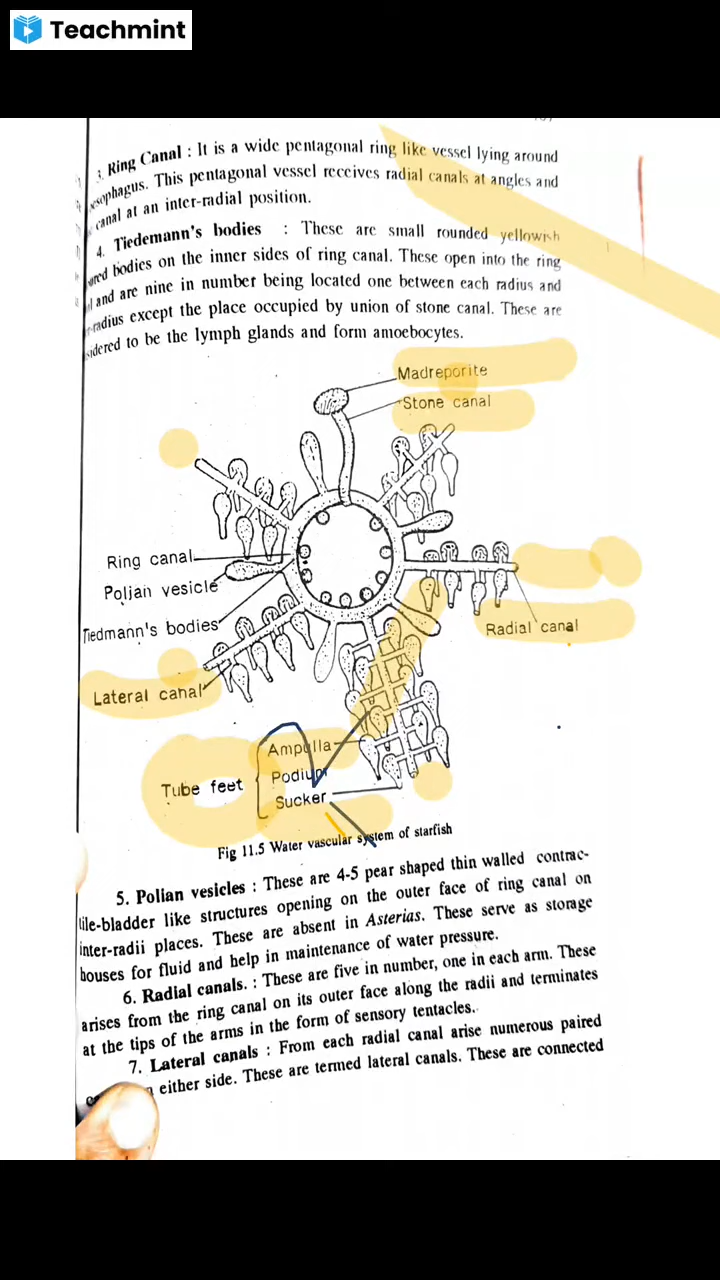 Teachmint
3. Ring Canal : It is a wide pentagonal ring like vessel lying around
oesophagus. This pentagonal vessel receives radial canals at angles and
canal at an inter-radial position.
4. Tiedemann's bodies : These are small rounded yellowish
bodies on the inner sides of ring canal. These open into the ring
and are nine in number being located one between each radius and
radius except the place occupied by union of stone canal. These are
to be the lymph glands and form amoebocytes.
Madreporite
Stone canal
Ring canal
Polian vesicle
Tiedmann's bodies
Radial canal
Lateral canal
Ampulla
Tube feet
Podium
Sucker
Fig 11.5 Water vascular system of starfish
5. Polian vesicles : These are 4-5 pear shaped thin walled contrac-
tile-bladder like structures opening on the outer face of ring canal on
inter-radii places. These are absent in Asterias. These serve as storage
houses for fluid and help in maintenance of water pressure.
6. Radial canals. : These are five in number, one in each arm. These
arises from the ring canal on its outer face along the radii and terminates
at the tips of the arms in the form of sensory tentacles.
7. Lateral canals : From each radial canal arise numerous paired
either side. These are termed lateral canals. These are connected